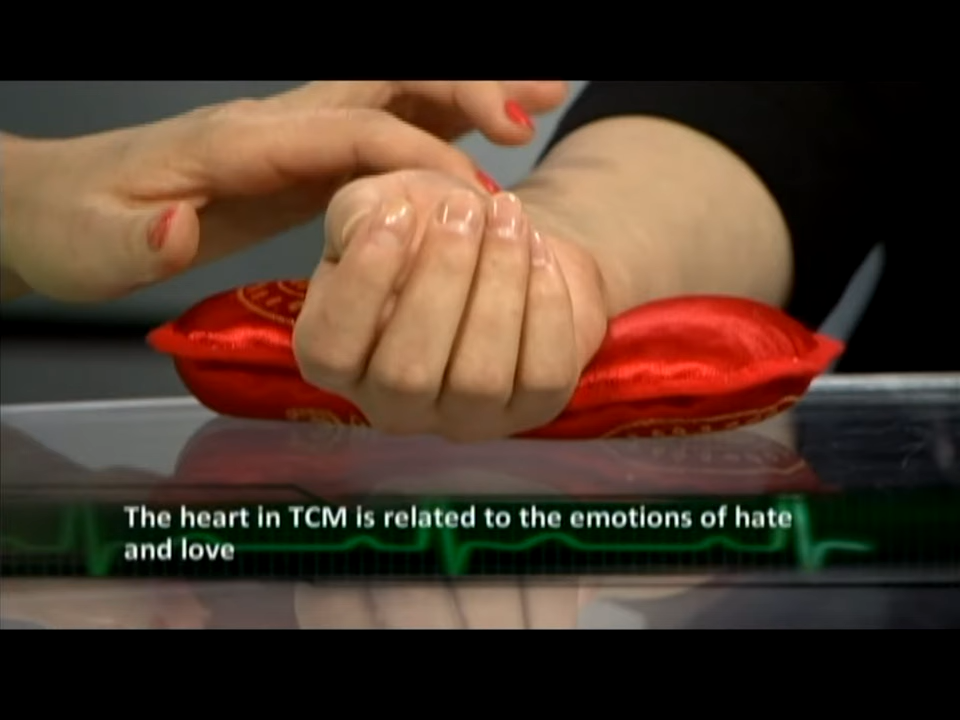 The heart in TCM is related to the emotions of hate
and love